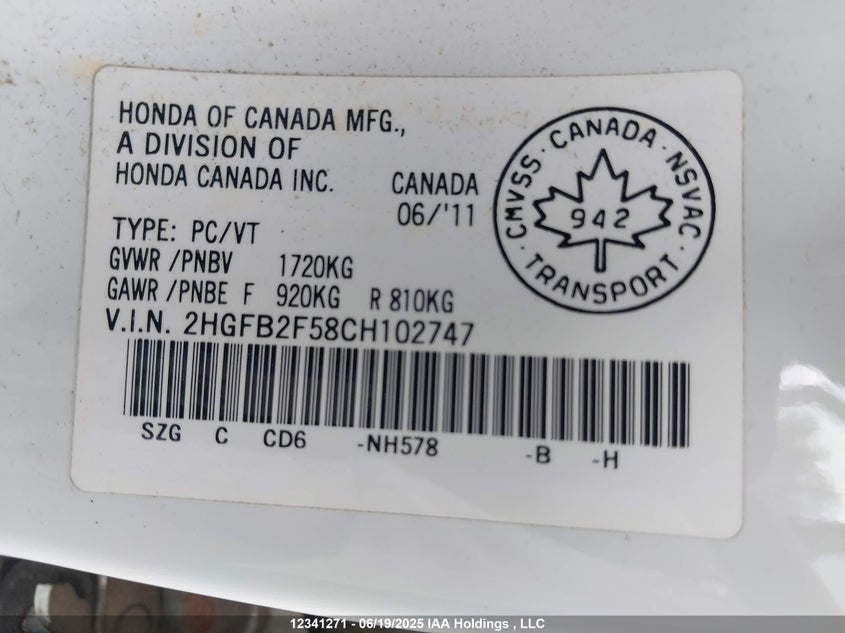 HONDA OF CANADA MFG.,
A DIVISION OF
HONDA CANADA INC. CANADA
06/'11
TYPE: PC/VT
GVWR /PNBV 1720KG
GAWR /PNBE F 920KG R 810KG
V.I.N. 2HGFB2F58CH102747
SZG C CD6 -NH578 -B -H
CMVSS · CANADA · NSVAC · TRANSPORT ·
942
12341271 - 06/19/2025 IAA Holdings , LLC